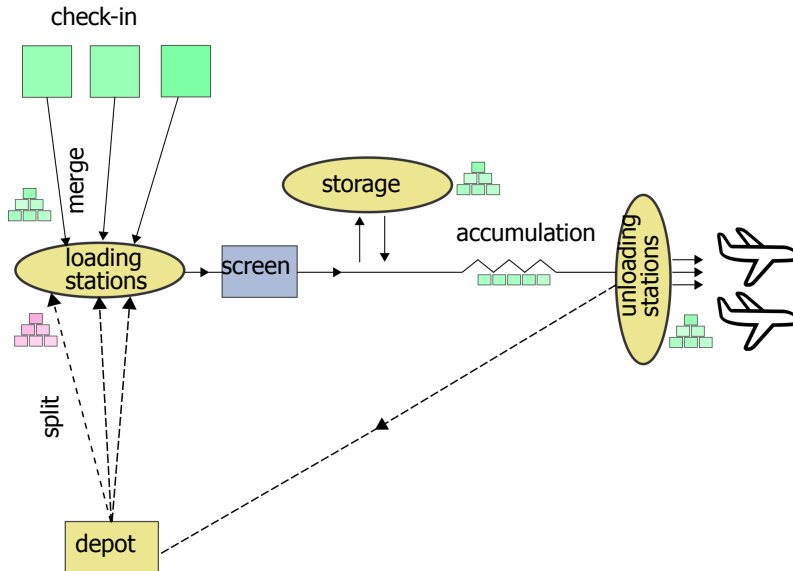 check-in
merge
storage
accumulation
loading
stations
screen
unloading
stations
split
depot